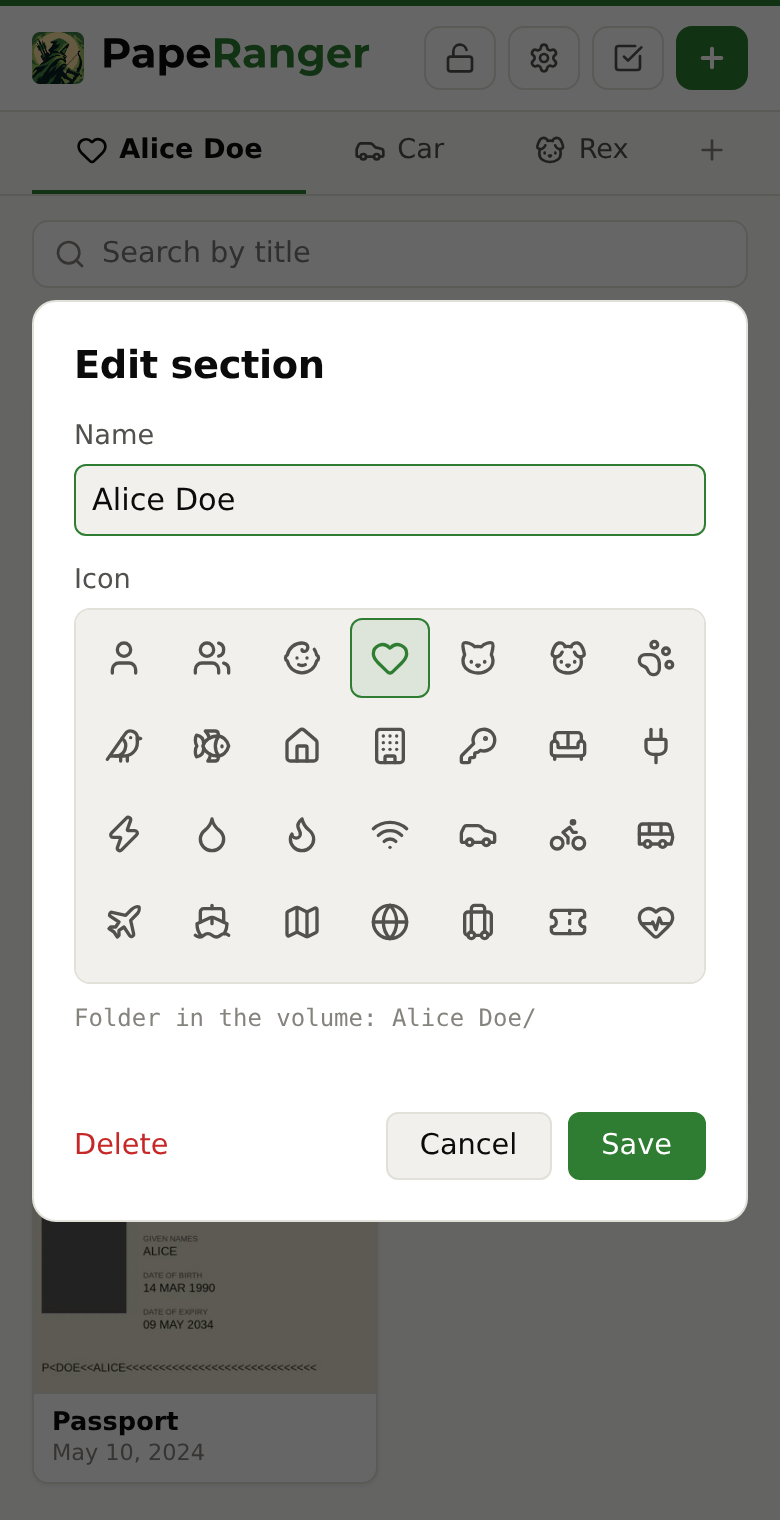 PapeRanger
Alice Doe
Car
Rex
Search by title
Edit section
Name
Alice Doe
Icon
Folder in the volume: Alice Doe/
Delete
Cancel
Save
GIVEN NAMES
ALICE
DATE OF BIRTH
14 MAR 1990
DATE OF EXPIRY
09 MAY 2034
P<DOE<<ALICE<<<<<<<<<<<<<<<<<<<<<<<<<<<<<<
Passport
May 10, 2024